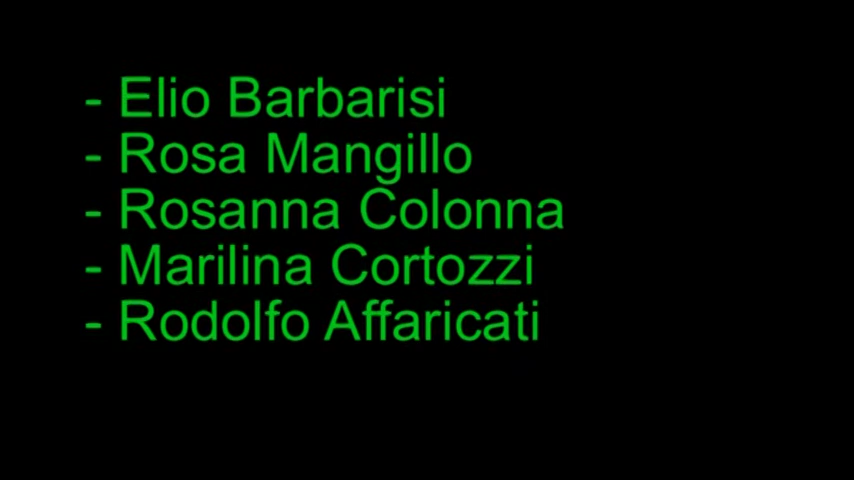 - Elio Barbarisi
- Rosa Mangillo
- Rosanna Colonna
- Marilina Cortozzi
- Rodolfo Affaricati